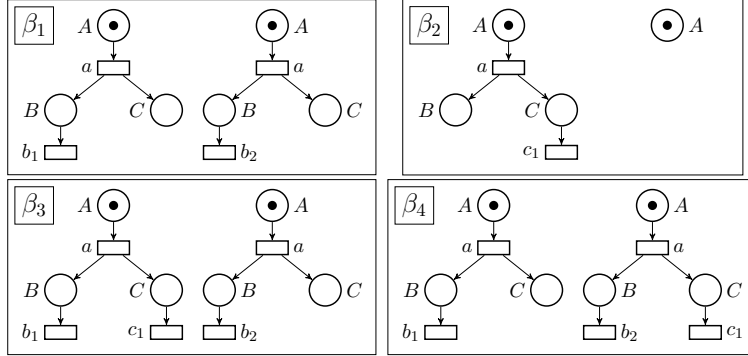 β1 A A β2 A A
a a a
B C B C B C
b1 b2 c1
β3 A A β4 A A
a a a a
B C B C B C B C
b1 c1 b2 b1 b2 c1